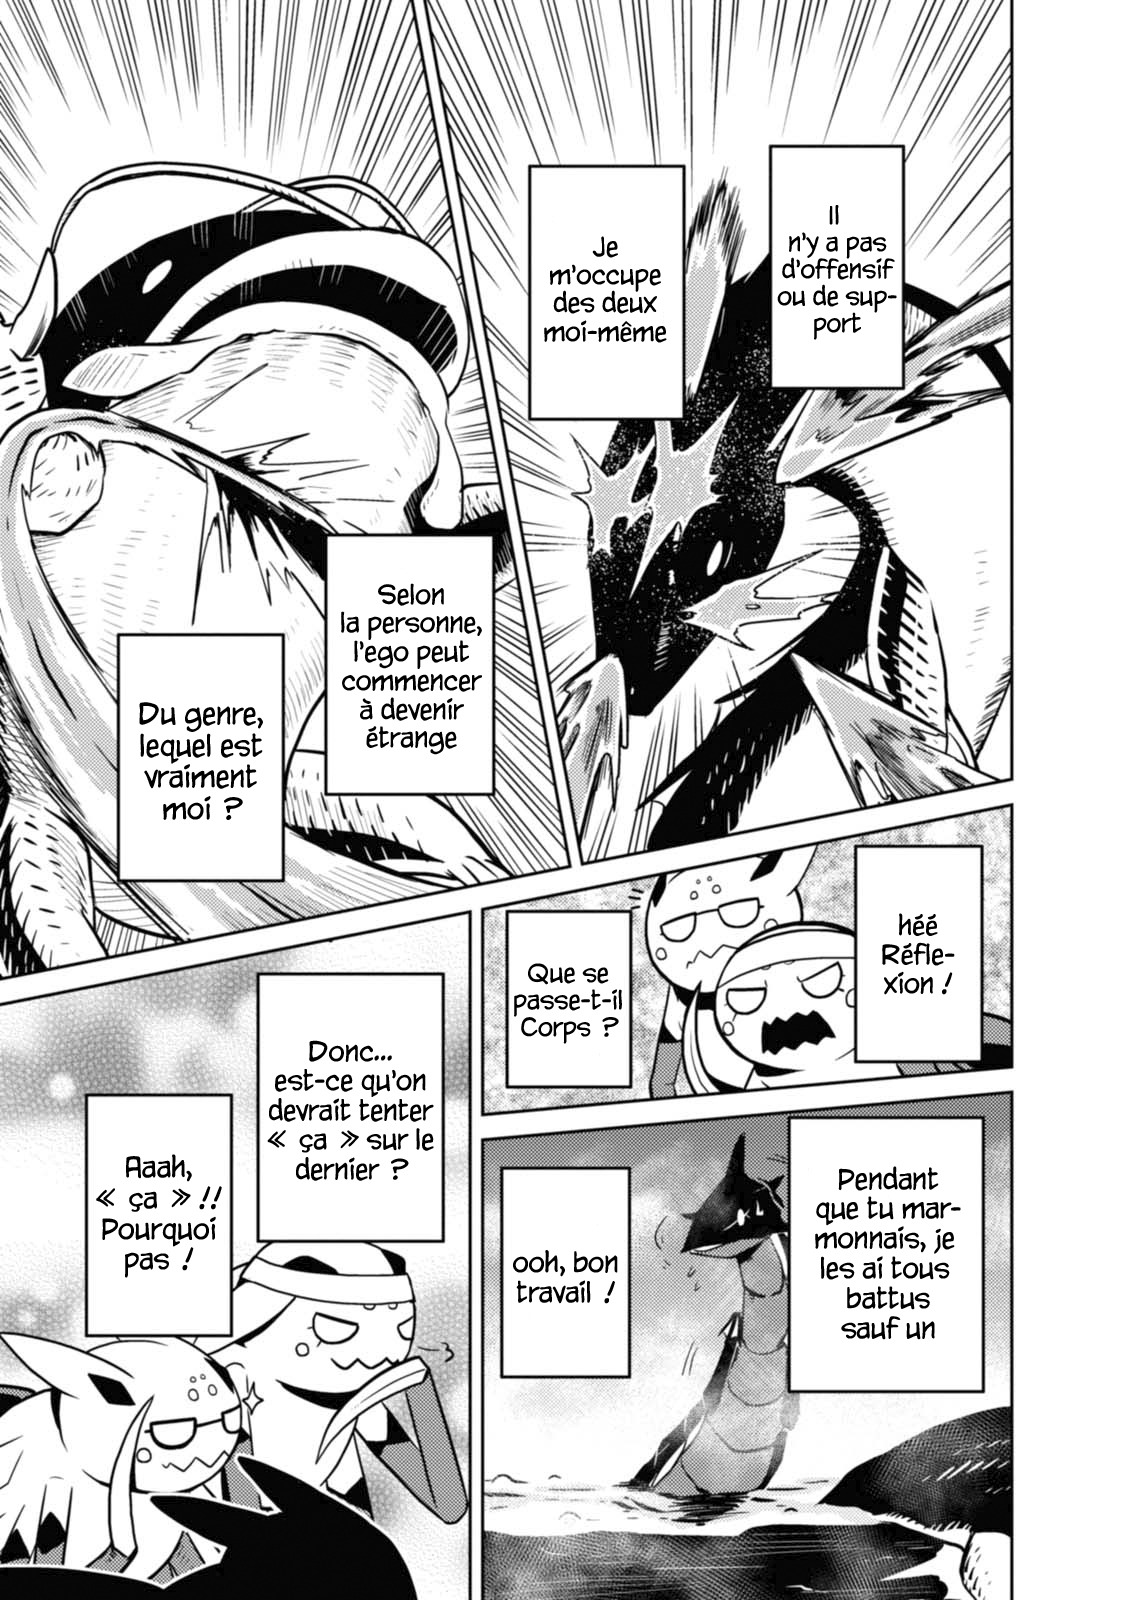 Il
n'y a pas
d'offensif
ou de sup-
port
Je
m'occupe
des deux
moi-même
Selon
la personne,
l'ego peut
commencer
à devenir
étrange
Du genre,
lequel est
vraiment
moi ?
héé
Réfle-
xion !
Que se
passe-t-il
Corps ?
Pendant
que tu mar-
monnais, je
les ai tous
battus
sauf un
ooh, bon
travail !
Donc...
est-ce qu'on
devrait tenter
« ça » sur le
dernier ?
Aaah,
« ça » !!
Pourquoi
pas !